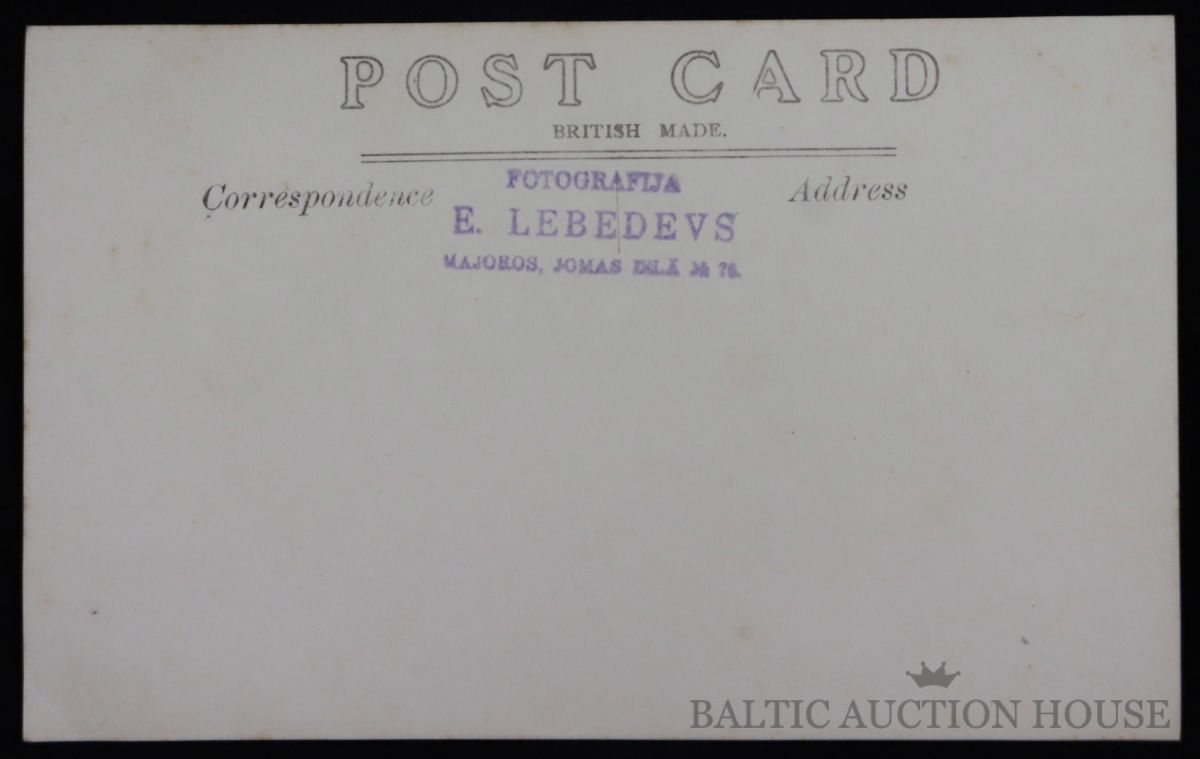 POST CARD
BRITISH MADE.
Correspondence
Address
FOTOGRAFIJA
E. LEBEDEVS
MAJOROS, JOMAS IELĀ № 76.
BALTIC AUCTION HOUSE